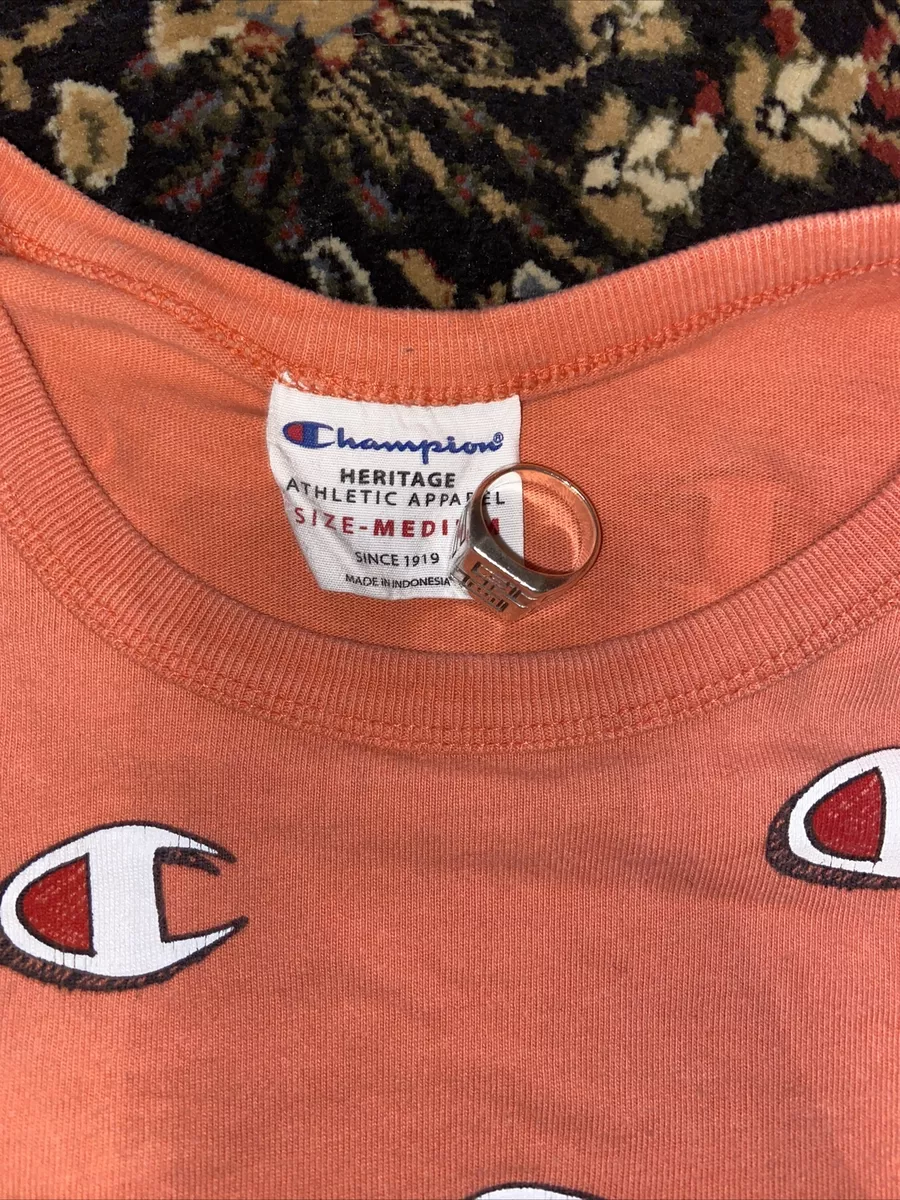 Champion®
HERITAGE
ATHLETIC APPAREL
SIZE-MEDIUM
SINCE 1919
MADE IN INDONESIA